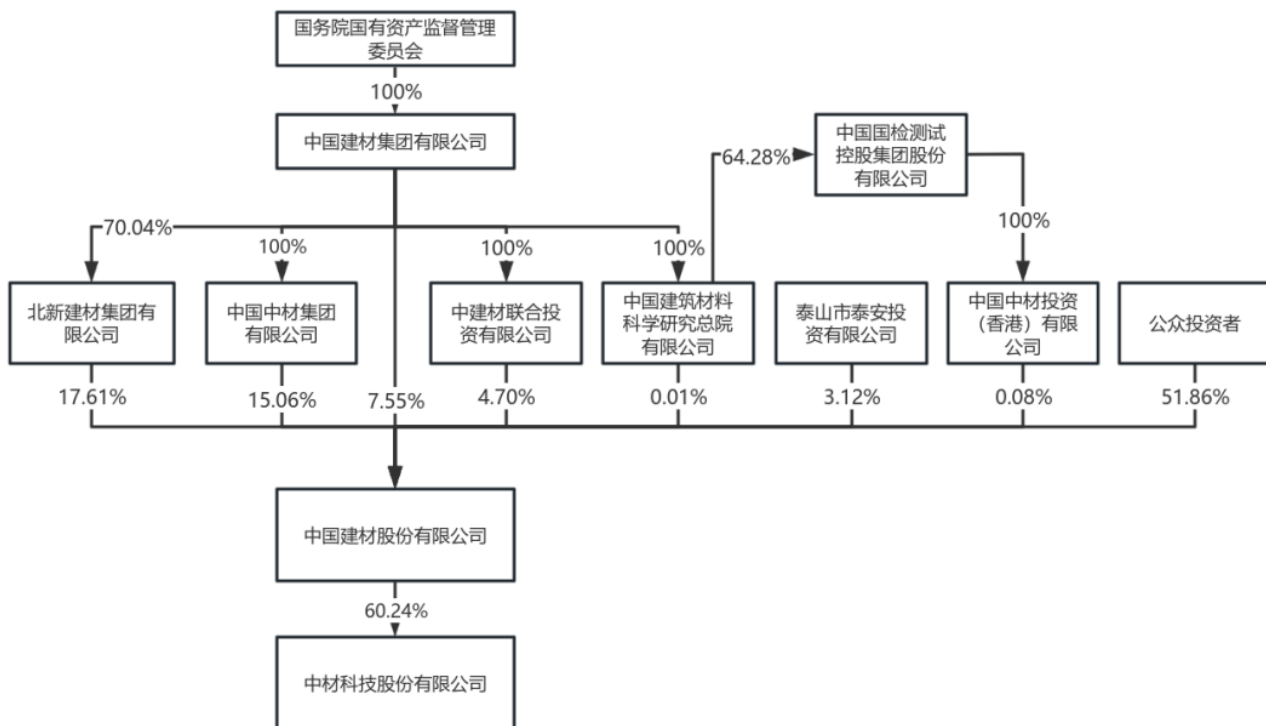 国务院国有资产监督管理
委员会
100%
中国建材集团有限公司
中国国检测试
控股集团股份
有限公司
64.28%
70.04%
100%
100%
100%
100%
北新建材集团有
限公司
中国中材集团
有限公司
中建材联合投
资有限公司
中国建筑材料
科学研究总院
有限公司
泰山市泰安投
资有限公司
中国中材投资
（香港）有限
公司
公众投资者
17.61%
15.06%
7.55%
4.70%
0.01%
3.12%
0.08%
51.86%
中国建材股份有限公司
60.24%
中材科技股份有限公司